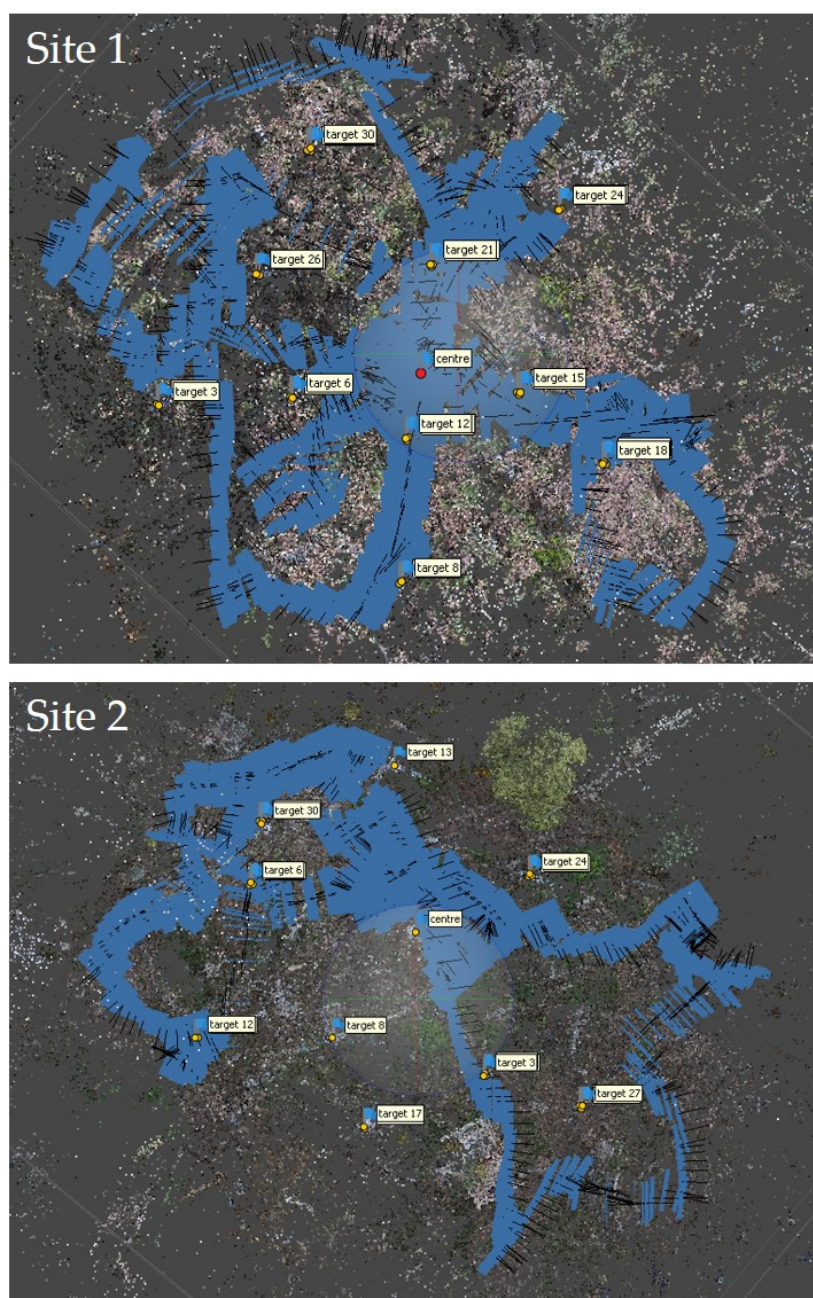 Site 1
target 30
target 24
target 21
target 26
centre
target 15
target 3
target 6
target 12
target 18
target 8
Site 2
target 13
target 30
target 24
target 6
centre
target 12
target 8
target 3
target 27
target 17